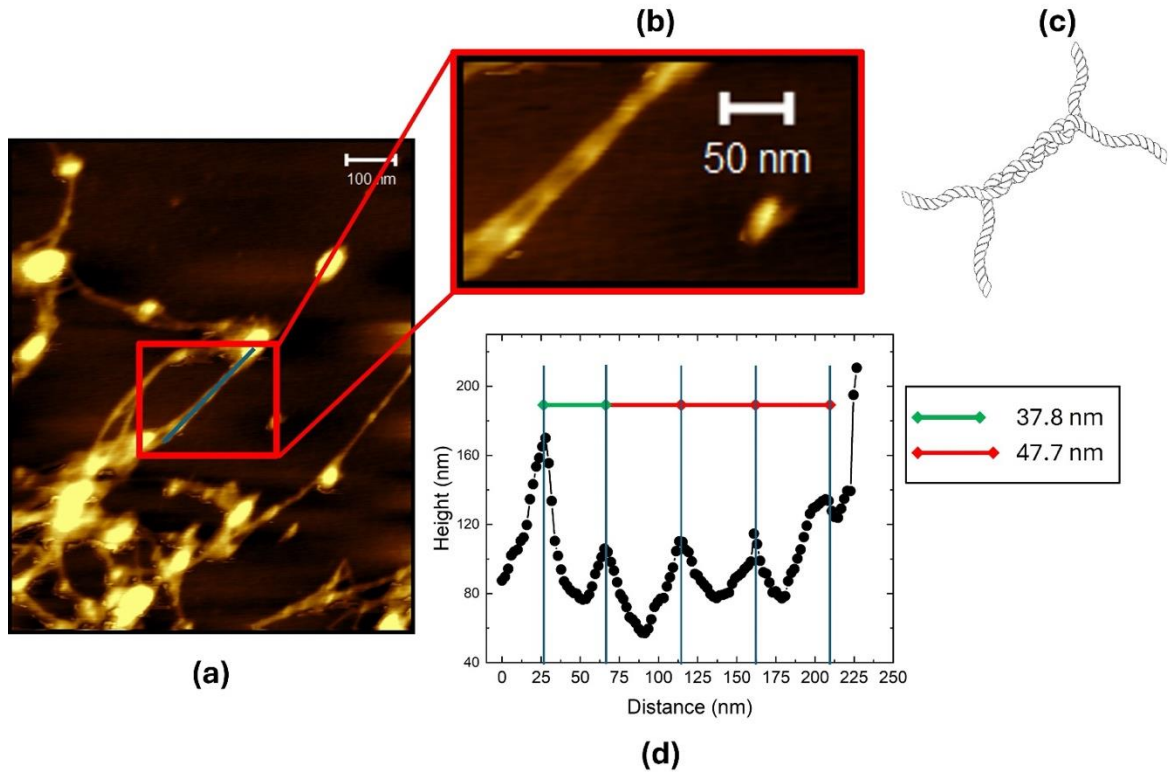 (b)
(c)
100 nm
50 nm
(a)
Height (nm)
200
160
120
80
40
0 25 50 75 100 125 150 175 200 225 250
Distance (nm)
37.8 nm
47.7 nm
(d)